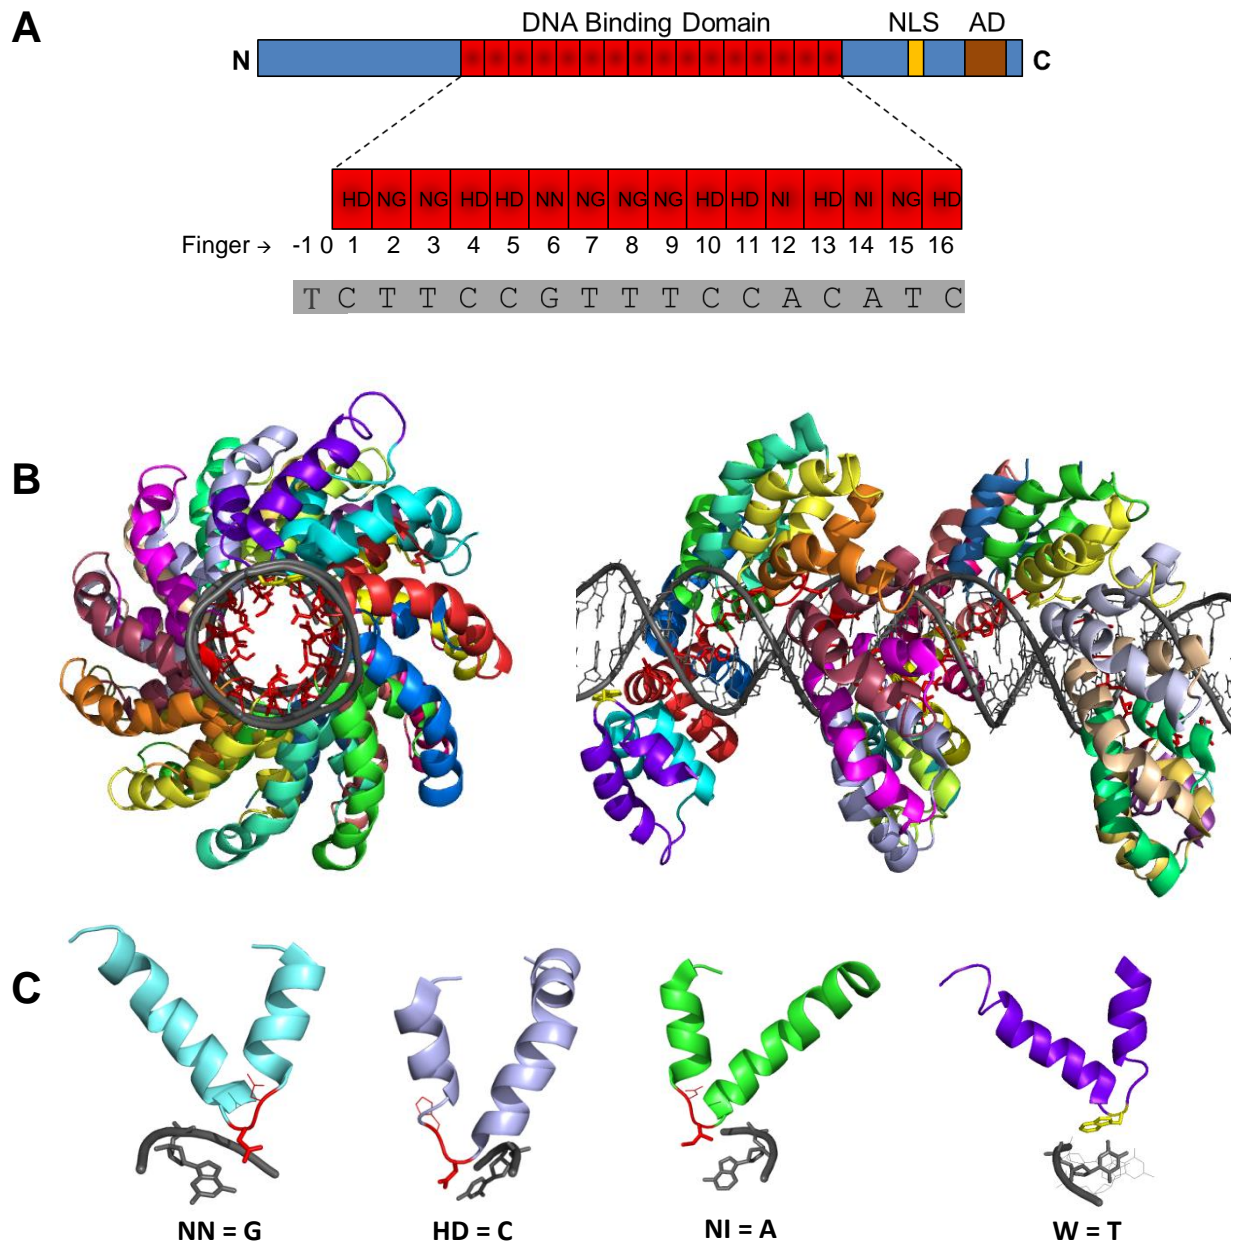 A
DNA Binding Domain NLS AD
N C
HD NG NG HD HD NN NG NG NG HD HD NI HD NI NG HD
Finger → -1 0 1 2 3 4 5 6 7 8 9 10 11 12 13 14 15 16
T C T T C C G T T T C C A C A T C
B
C
NN = G HD = C NI = A W = T